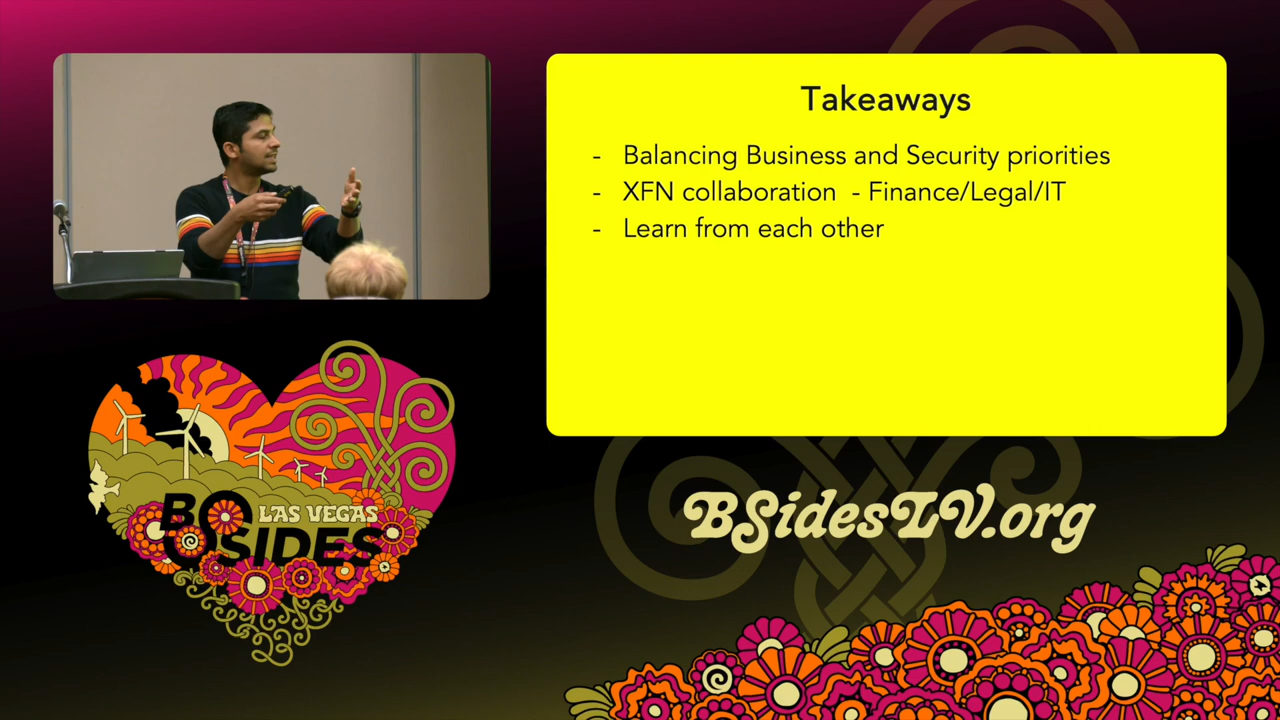 Takeaways
- Balancing Business and Security priorities
- XFN collaboration - Finance/Legal/IT
- Learn from each other
LAS VEGAS
BSIDES
BSidesLV.org
23